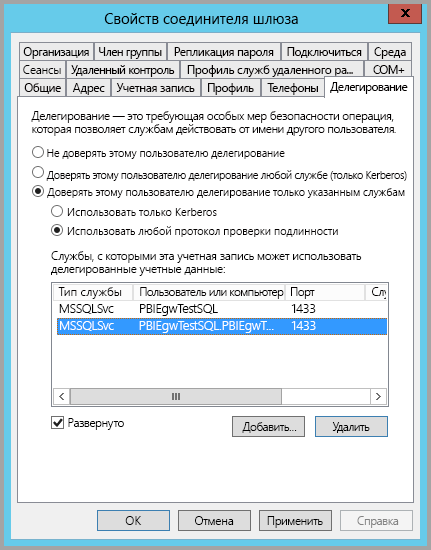 Свойств соединителя шлюза
x
Организация Член группы Репликация пароля Подключиться Среда
Сеансы Удаленный контроль Профиль служб удаленного ра... COM+
Общие Адрес Учетная запись Профиль Телефоны Делегирование
Делегирование — это требующая особых мер безопасности операция,
которая позволяет службам действовать от имени другого пользователя.
Не доверять этому пользователю делегирование
Доверять этому пользователю делегирование любой службе (только Kerberos)
Доверять этому пользователю делегирование только указанным службам
Использовать только Kerberos
Использовать любой протокол проверки подлинности
Службы, с которыми эта учетная запись может использовать
делегированные учетные данные:
Тип службы Пользователь или компьютер Порт Слу
MSSQLSvc PBIEgwTestSQL 1433
MSSQLSvc PBIEgwTestSQL.PBIEgwT... 1433
Развернуто Добавить... Удалить
ОК Отмена Применить Справка